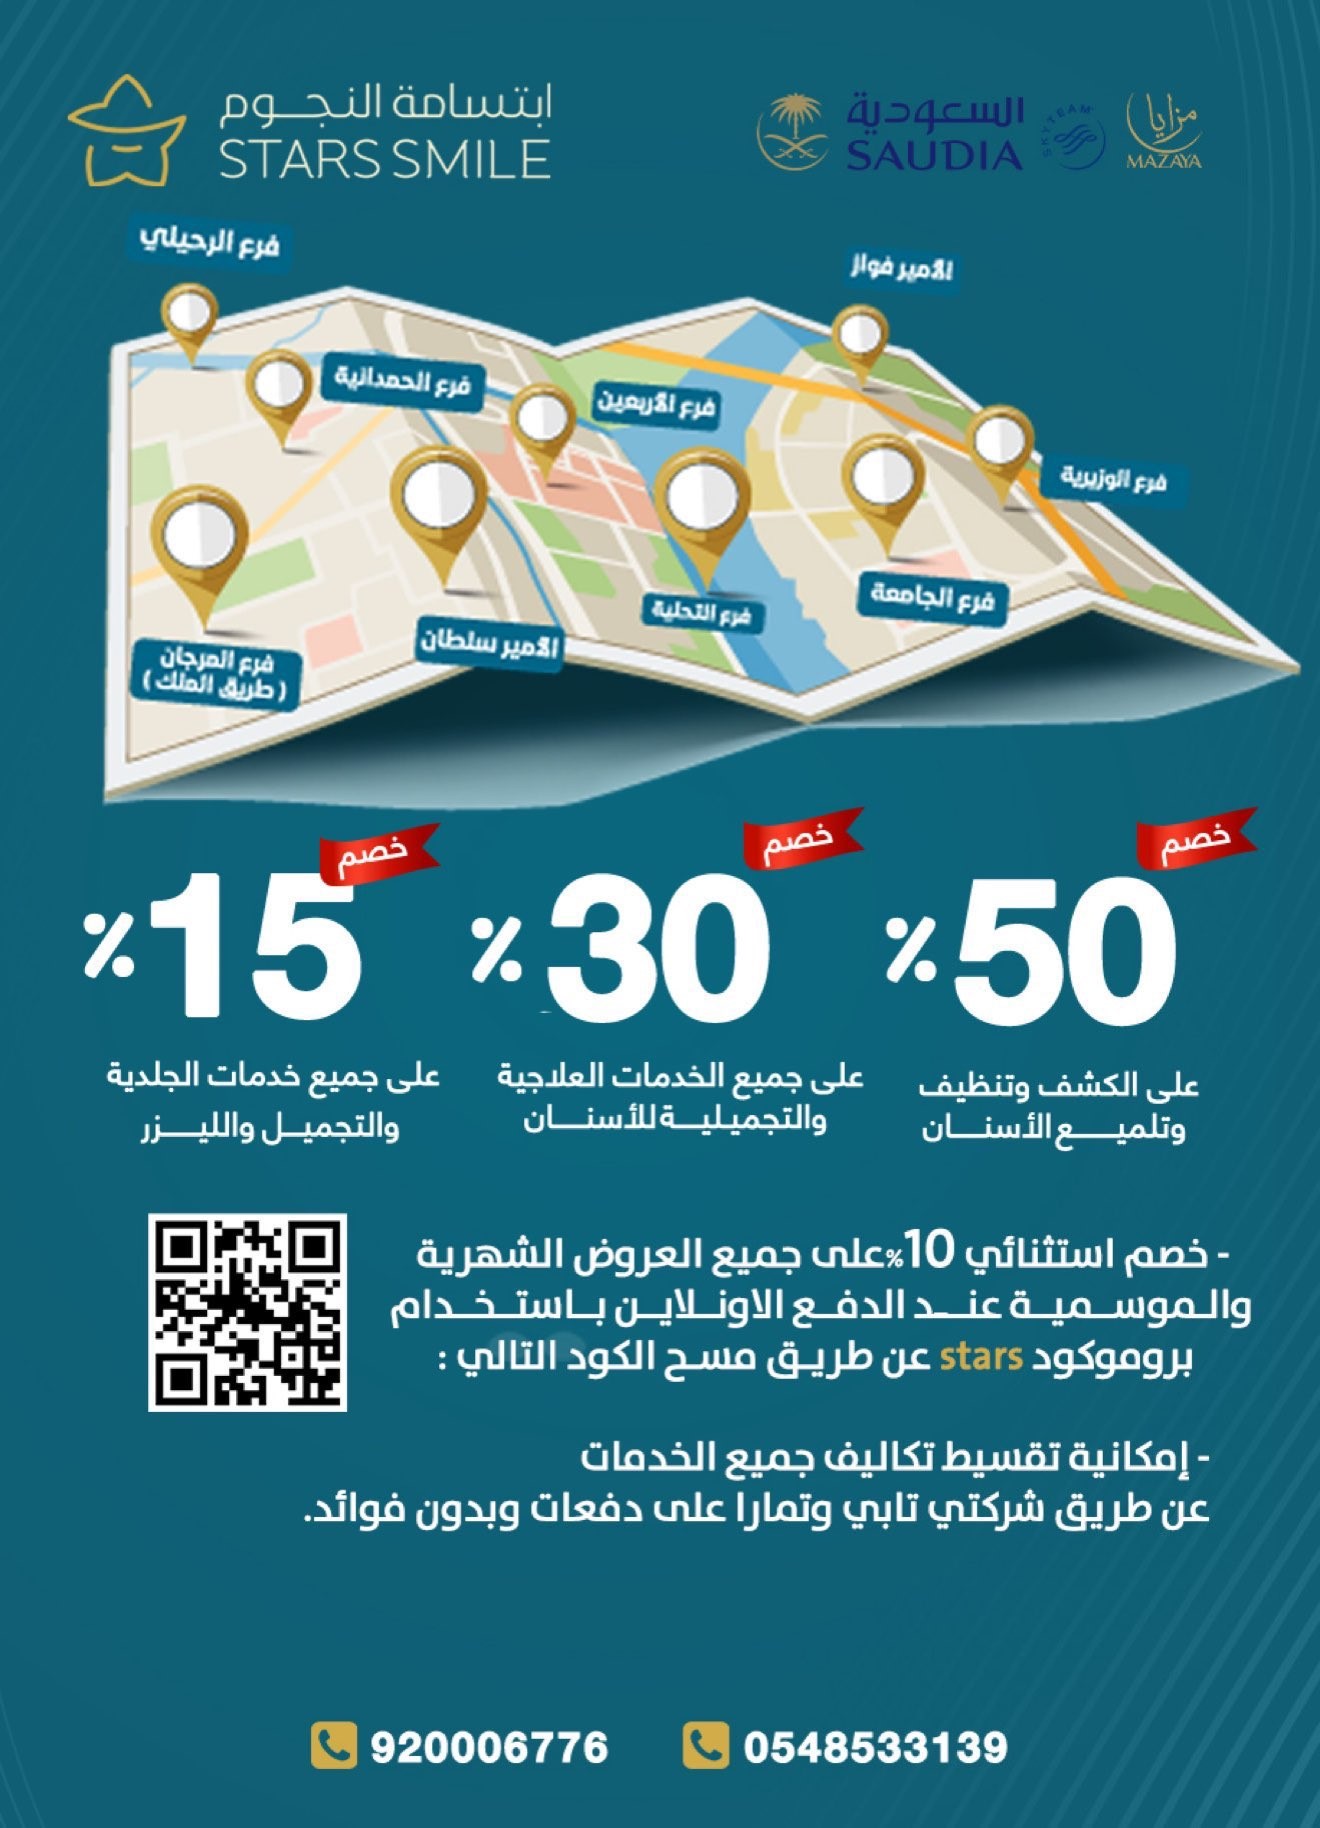 ابتسامة النجوم
STARS SMILE
السعودية
SAUDIA
SKYTEAM
مزايا
MAZAYA
فرع الرحيلي
الأمير فواز
فرع الحمدانية
فرع الأربعين
فرع الوزيرية
فرع الجامعة
فرع التحلية
الأمير سلطان
فرع المرجان
( طريق الملك )
خصم
50%
على الكشف وتنظيف
وتلميع الأسنان
خصم
30%
على جميع الخدمات العلاجية
والتجميلية للأسنان
خصم
15%
على جميع خدمات الجلدية
والتجميل والليزر
- خصم استثنائي 10% على جميع العروض الشهرية
والموسمية عند الدفع الاونلاين باستخدام
بروموكود stars عن طريق مسح الكود التالي :
- إمكانية تقسيط تكاليف جميع الخدمات
عن طريق شركتي تابي وتمارا على دفعات وبدون فوائد.
920006776
0548533139